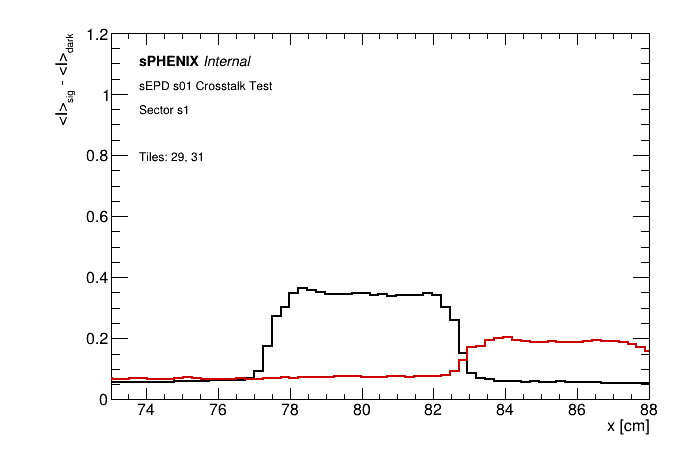 1.2
1
0.8
0.6
0.4
0.2
0
<I>sig - <I>dark
sPHENIX Internal
sEPD s01 Crosstalk Test
Sector s1
Tiles: 29, 31
74 76 78 80 82 84 86 88
x [cm]